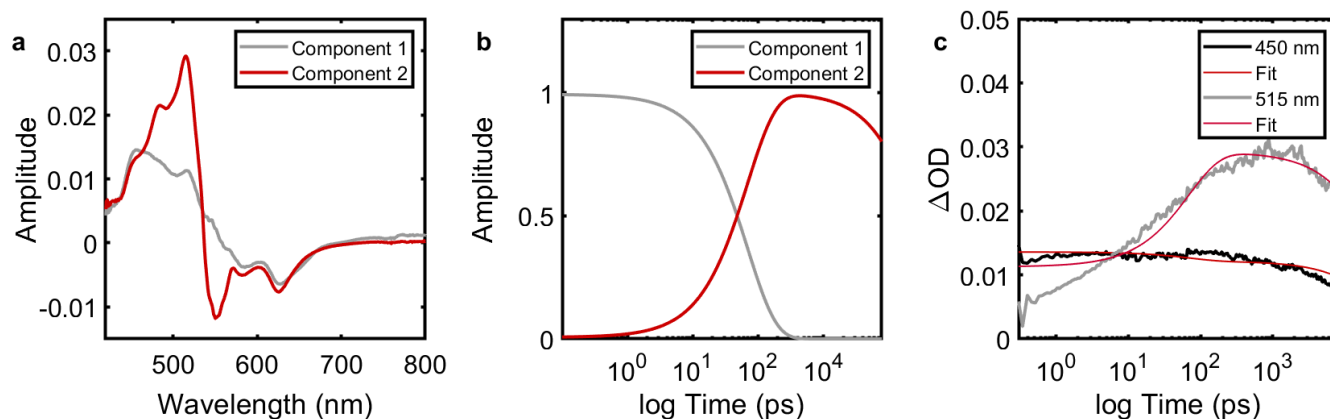 a
Component 1
Component 2
0.03
0.02
0.01
0
-0.01
Amplitude
500
600
700
800
Wavelength (nm)
b
Component 1
Component 2
1
0.5
0
Amplitude
10^0
10^1
10^2
10^4
log Time (ps)
c
450 nm
Fit
515 nm
Fit
0.05
0.04
0.03
0.02
0.01
0
ΔOD
10^0
10^1
10^2
10^3
log Time (ps)